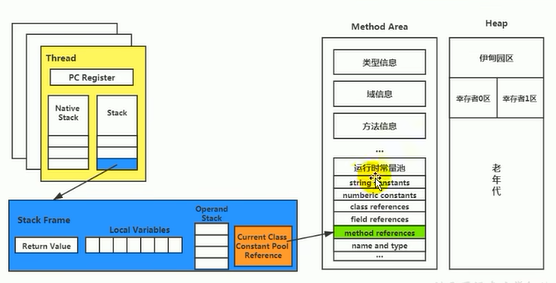 Thread
PC Register
Native
Stack
Stack
Stack Frame
Return Value
Local Variables
Operand
Stack
Current Class
Constant Pool
Reference
Method Area
类型信息
域信息
方法信息
...
运行时常量池
string constants
numberic constants
class references
field references
method references
name and type
...
Heap
伊甸园区
幸存者0区
幸存者1区
老
年
代